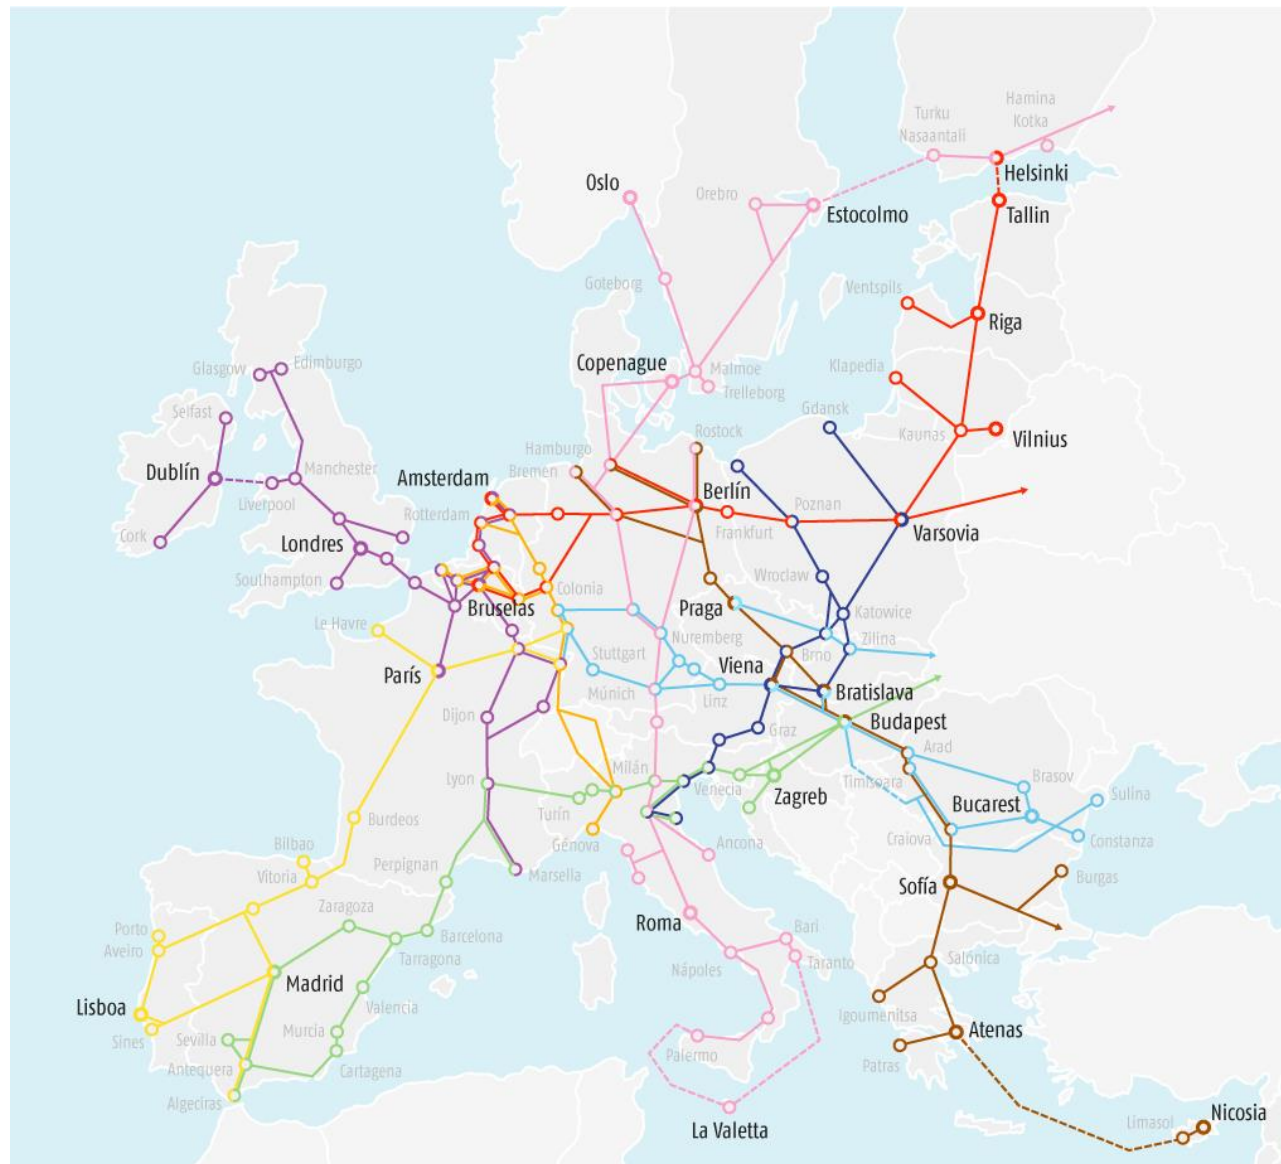 Hamina
Kotka
Turku
Nasaantali
Helsinki
Oslo
Orebro
Estocolmo
Tallin
Goteborg
Ventspils
Riga
Copenague
Malmoe
Trelleborg
Klapedia
Glasgow
Edimburgo
Selfast
Gdansk
Kaunas
Vilnius
Rostock
Hamburgo
Bremen
Dublín
Manchester
Liverpool
Amsterdam
Rotterdam
Berlín
Frankfurt
Poznan
Varsovia
Cork
Londres
Southampton
Colonia
Bruselas
Wroclaw
Praga
Katowice
Le Havre
Nuremberg
Zilina
Stuttgart
Brno
París
Múnich
Linz
Viena
Bratislava
Dijon
Graz
Budapest
Arad
Milán
Lyon
Venecia
Timisoara
Brasov
Turín
Zagreb
Bucarest
Sulina
Burdeos
Génova
Craiova
Constanza
Bilbao
Ancona
Vitoria
Perpignan
Marsella
Sofía
Burgas
Zaragoza
Porto
Roma
Bari
Aveiro
Barcelona
Tarragona
Nápoles
Taranto
Salónica
Madrid
Lisboa
Valencia
Igoumenitsa
Sines
Sevilla
Murcia
Atenas
Palermo
Antequera
Cartagena
Patras
Algeciras
La Valetta
Limasol
Nicosia